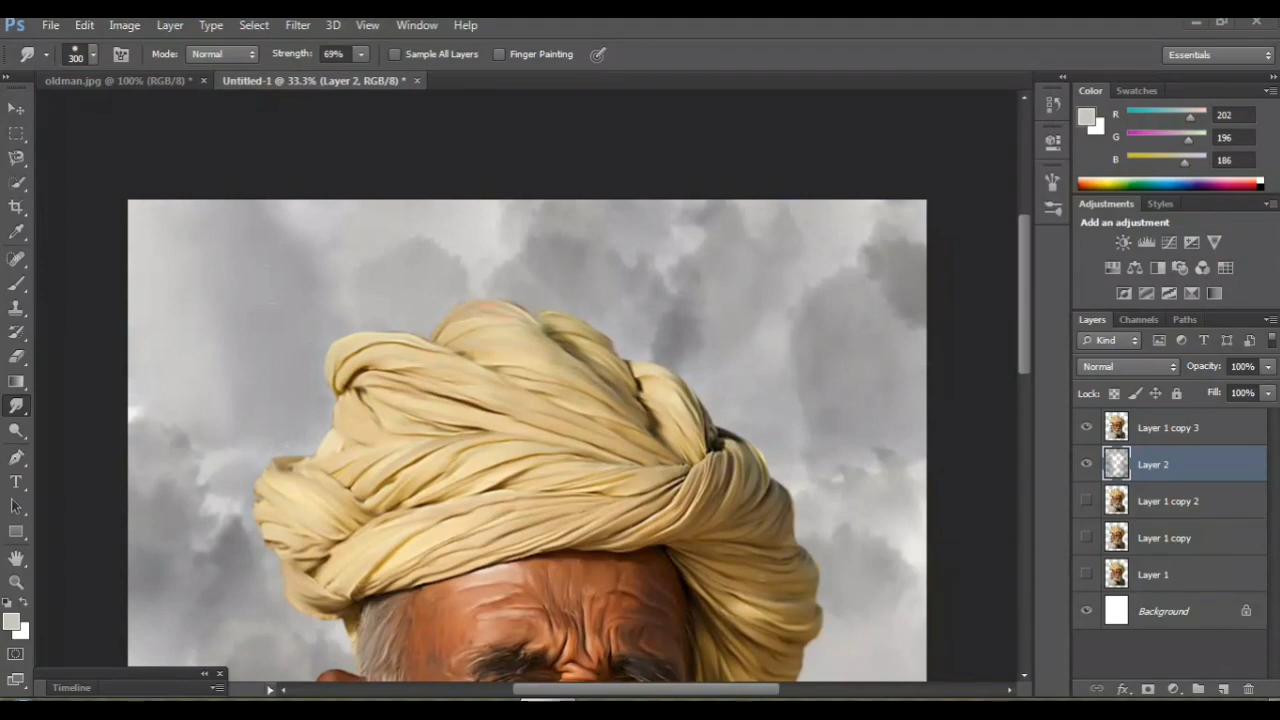 Ps File Edit Image Layer Type Select Filter 3D View Window Help
300 Mode: Normal Strength: 69% Sample All Layers Finger Painting Essentials
oldman.jpg @ 100% (RGB/8) * × Untitled-1 @ 33.3% (Layer 2, RGB/8) * ×
Color Swatches
R 202
G 196
B 186
Adjustments Styles
Add an adjustment
Layers Channels Paths
Kind
Normal Opacity: 100%
Lock: Fill: 100%
Layer 1 copy 3
Layer 2
Layer 1 copy 2
Layer 1 copy
Layer 1
Background
Timeline